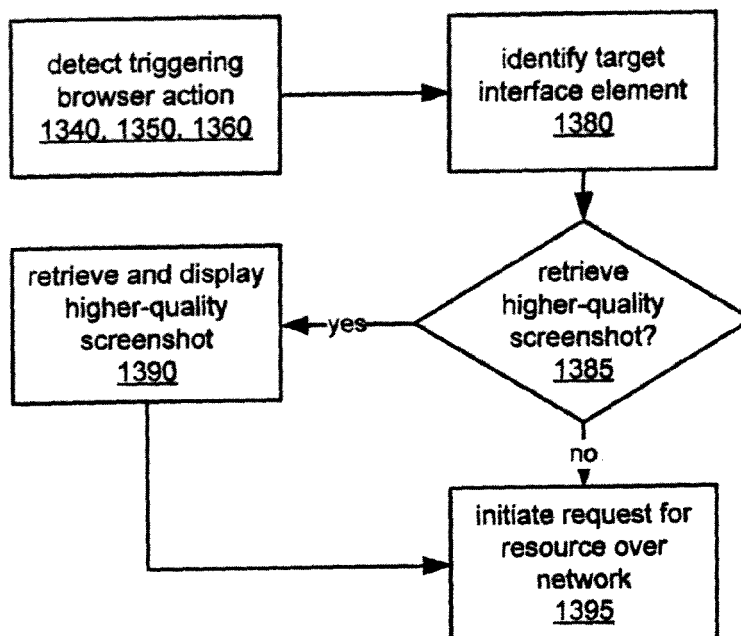 detect triggering
browser action
1340, 1350, 1360
identify target
interface element
1380
retrieve
higher-quality
screenshot?
1385
yes
retrieve and display
higher-quality
screenshot
1390
no
initiate request for
resource over
network
1395